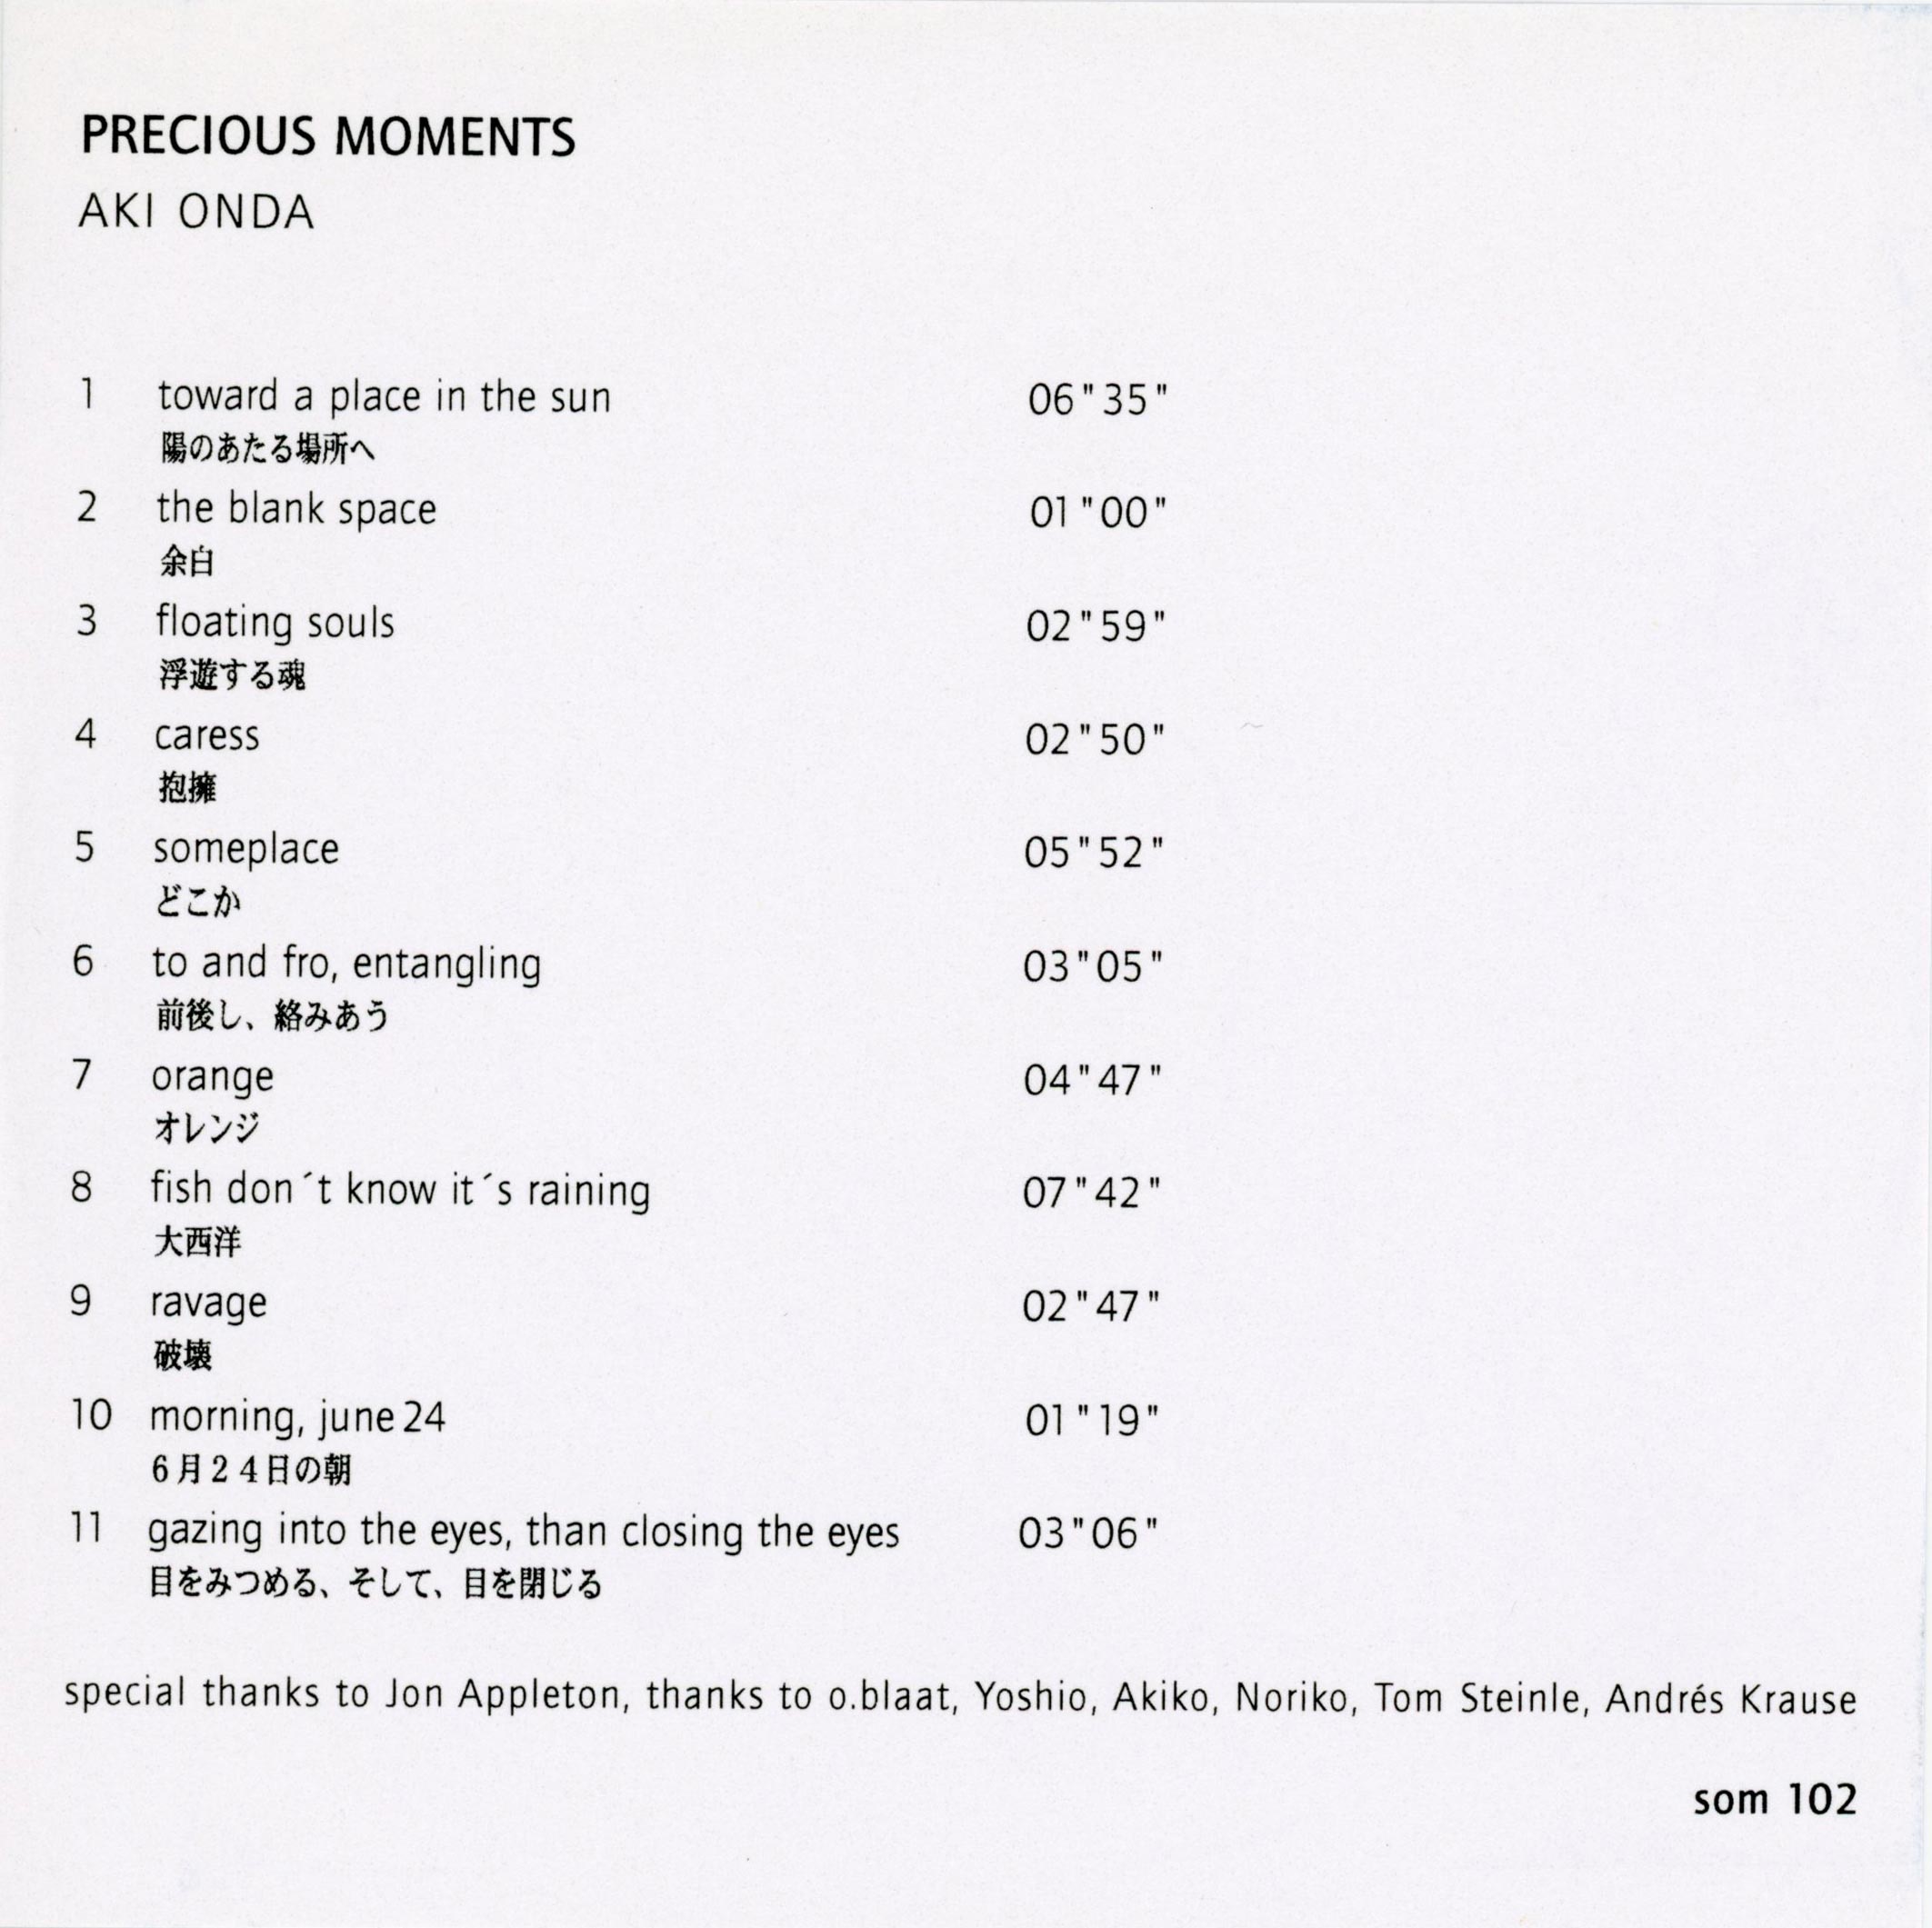 PRECIOUS MOMENTS
AKI ONDA
1 toward a place in the sun 06"35"
陽のあたる場所へ
2 the blank space 01"00"
余白
3 floating souls 02"59"
浮遊する魂
4 caress 02"50"
抱擁
5 someplace 05"52"
どこか
6 to and fro, entangling 03"05"
前後し、絡みあう
7 orange 04"47"
オレンジ
8 fish don´t know it´s raining 07"42"
大西洋
9 ravage 02"47"
破壊
10 morning, june 24 01"19"
６月２４日の朝
11 gazing into the eyes, than closing the eyes 03"06"
目をみつめる、そして、目を閉じる
special thanks to Jon Appleton, thanks to o.blaat, Yoshio, Akiko, Noriko, Tom Steinle, Andrés Krause
som 102